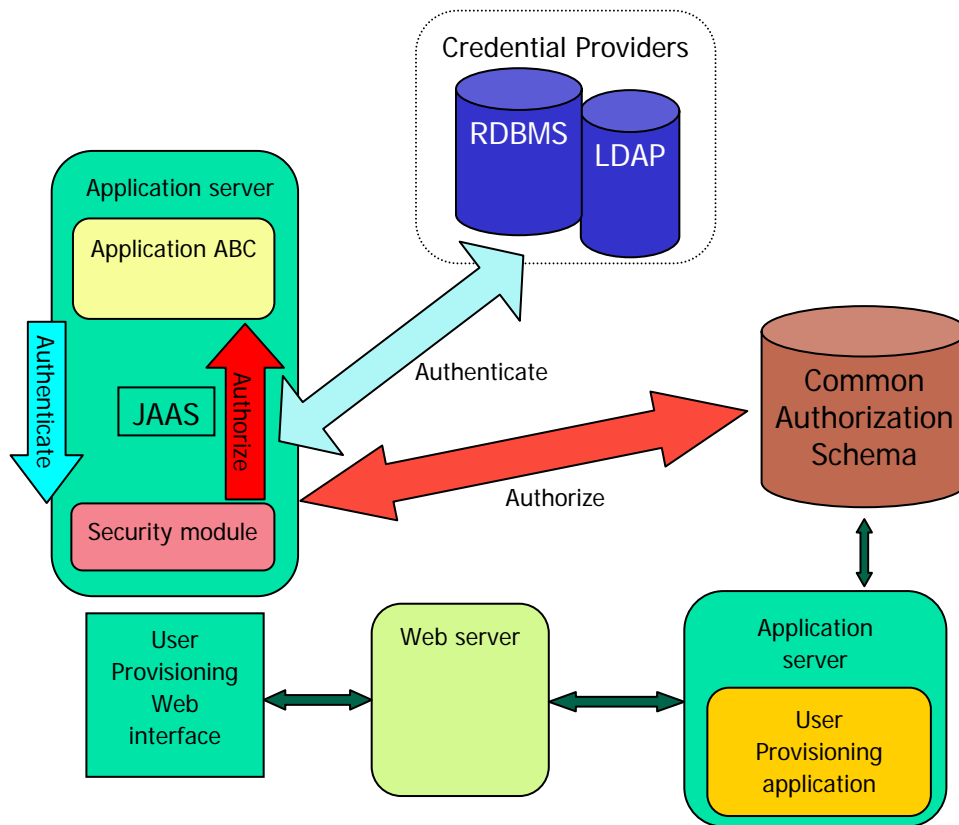 Credential Providers
RDBMS
LDAP
Application server
Application ABC
Authenticate
JAAS
Authorize
Security module
Authenticate
Authorize
Common
Authorization
Schema
User
Provisioning
Web
interface
Web server
Application
server
User
Provisioning
application